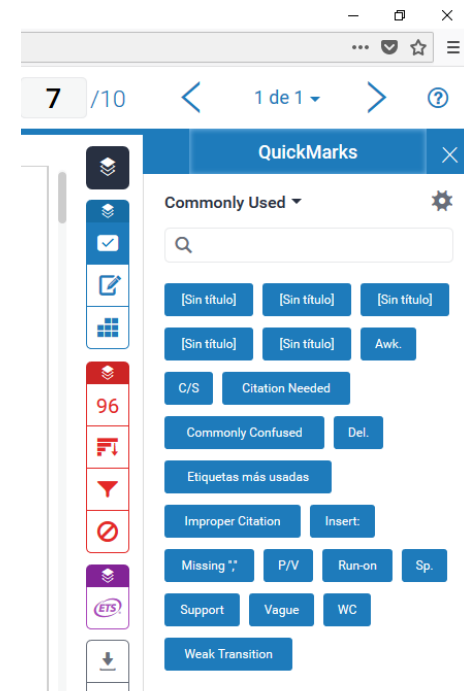 7 /10 1 de 1
QuickMarks
Commonly Used
[Sin título] [Sin título] [Sin título]
[Sin título] [Sin título] Awk.
C/S Citation Needed
96
Commonly Confused Del.
Etiquetas más usadas
Improper Citation Insert:
Missing "," P/V Run-on Sp.
ETS
Support Vague WC
Weak Transition